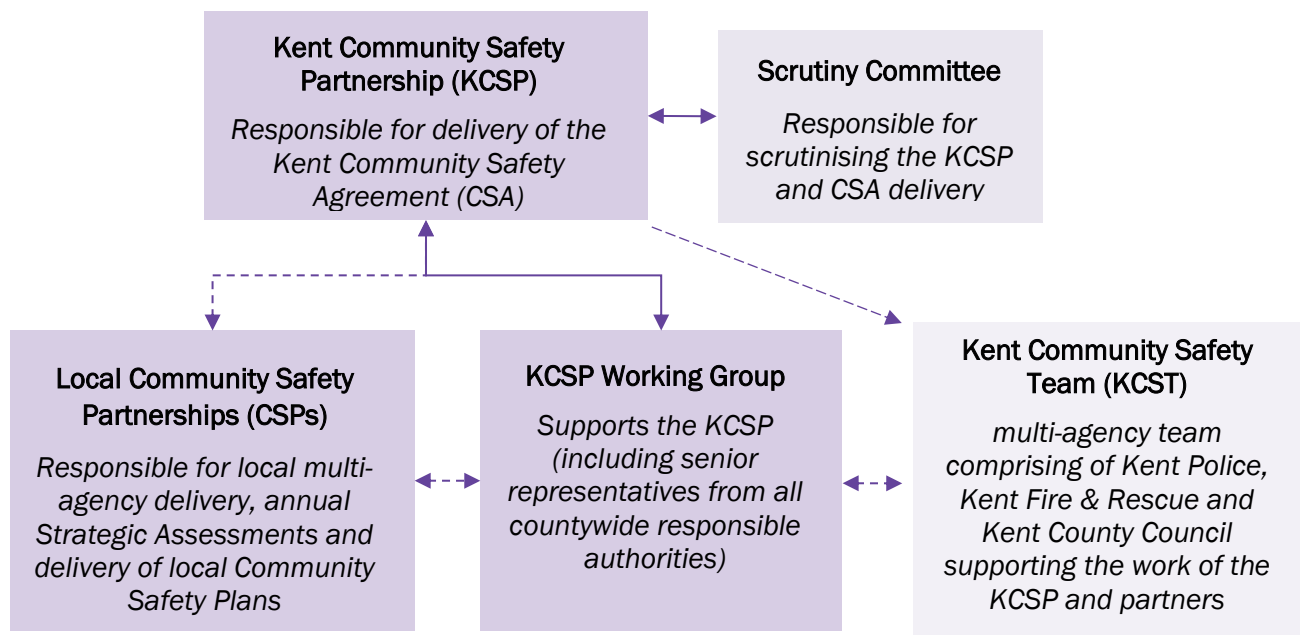 Kent Community Safety
Partnership (KCSP)
Responsible for delivery of the
Kent Community Safety
Agreement (CSA)
Scrutiny Committee
Responsible for
scrutinising the KCSP
and CSA delivery
Local Community Safety
Partnerships (CSPs)
Responsible for local multi-
agency delivery, annual
Strategic Assessments and
delivery of local Community
Safety Plans
KCSP Working Group
Supports the KCSP
(including senior
representatives from all
countywide responsible
authorities)
Kent Community Safety
Team (KCST)
multi-agency team
comprising of Kent Police,
Kent Fire & Rescue and
Kent County Council
supporting the work of the
KCSP and partners